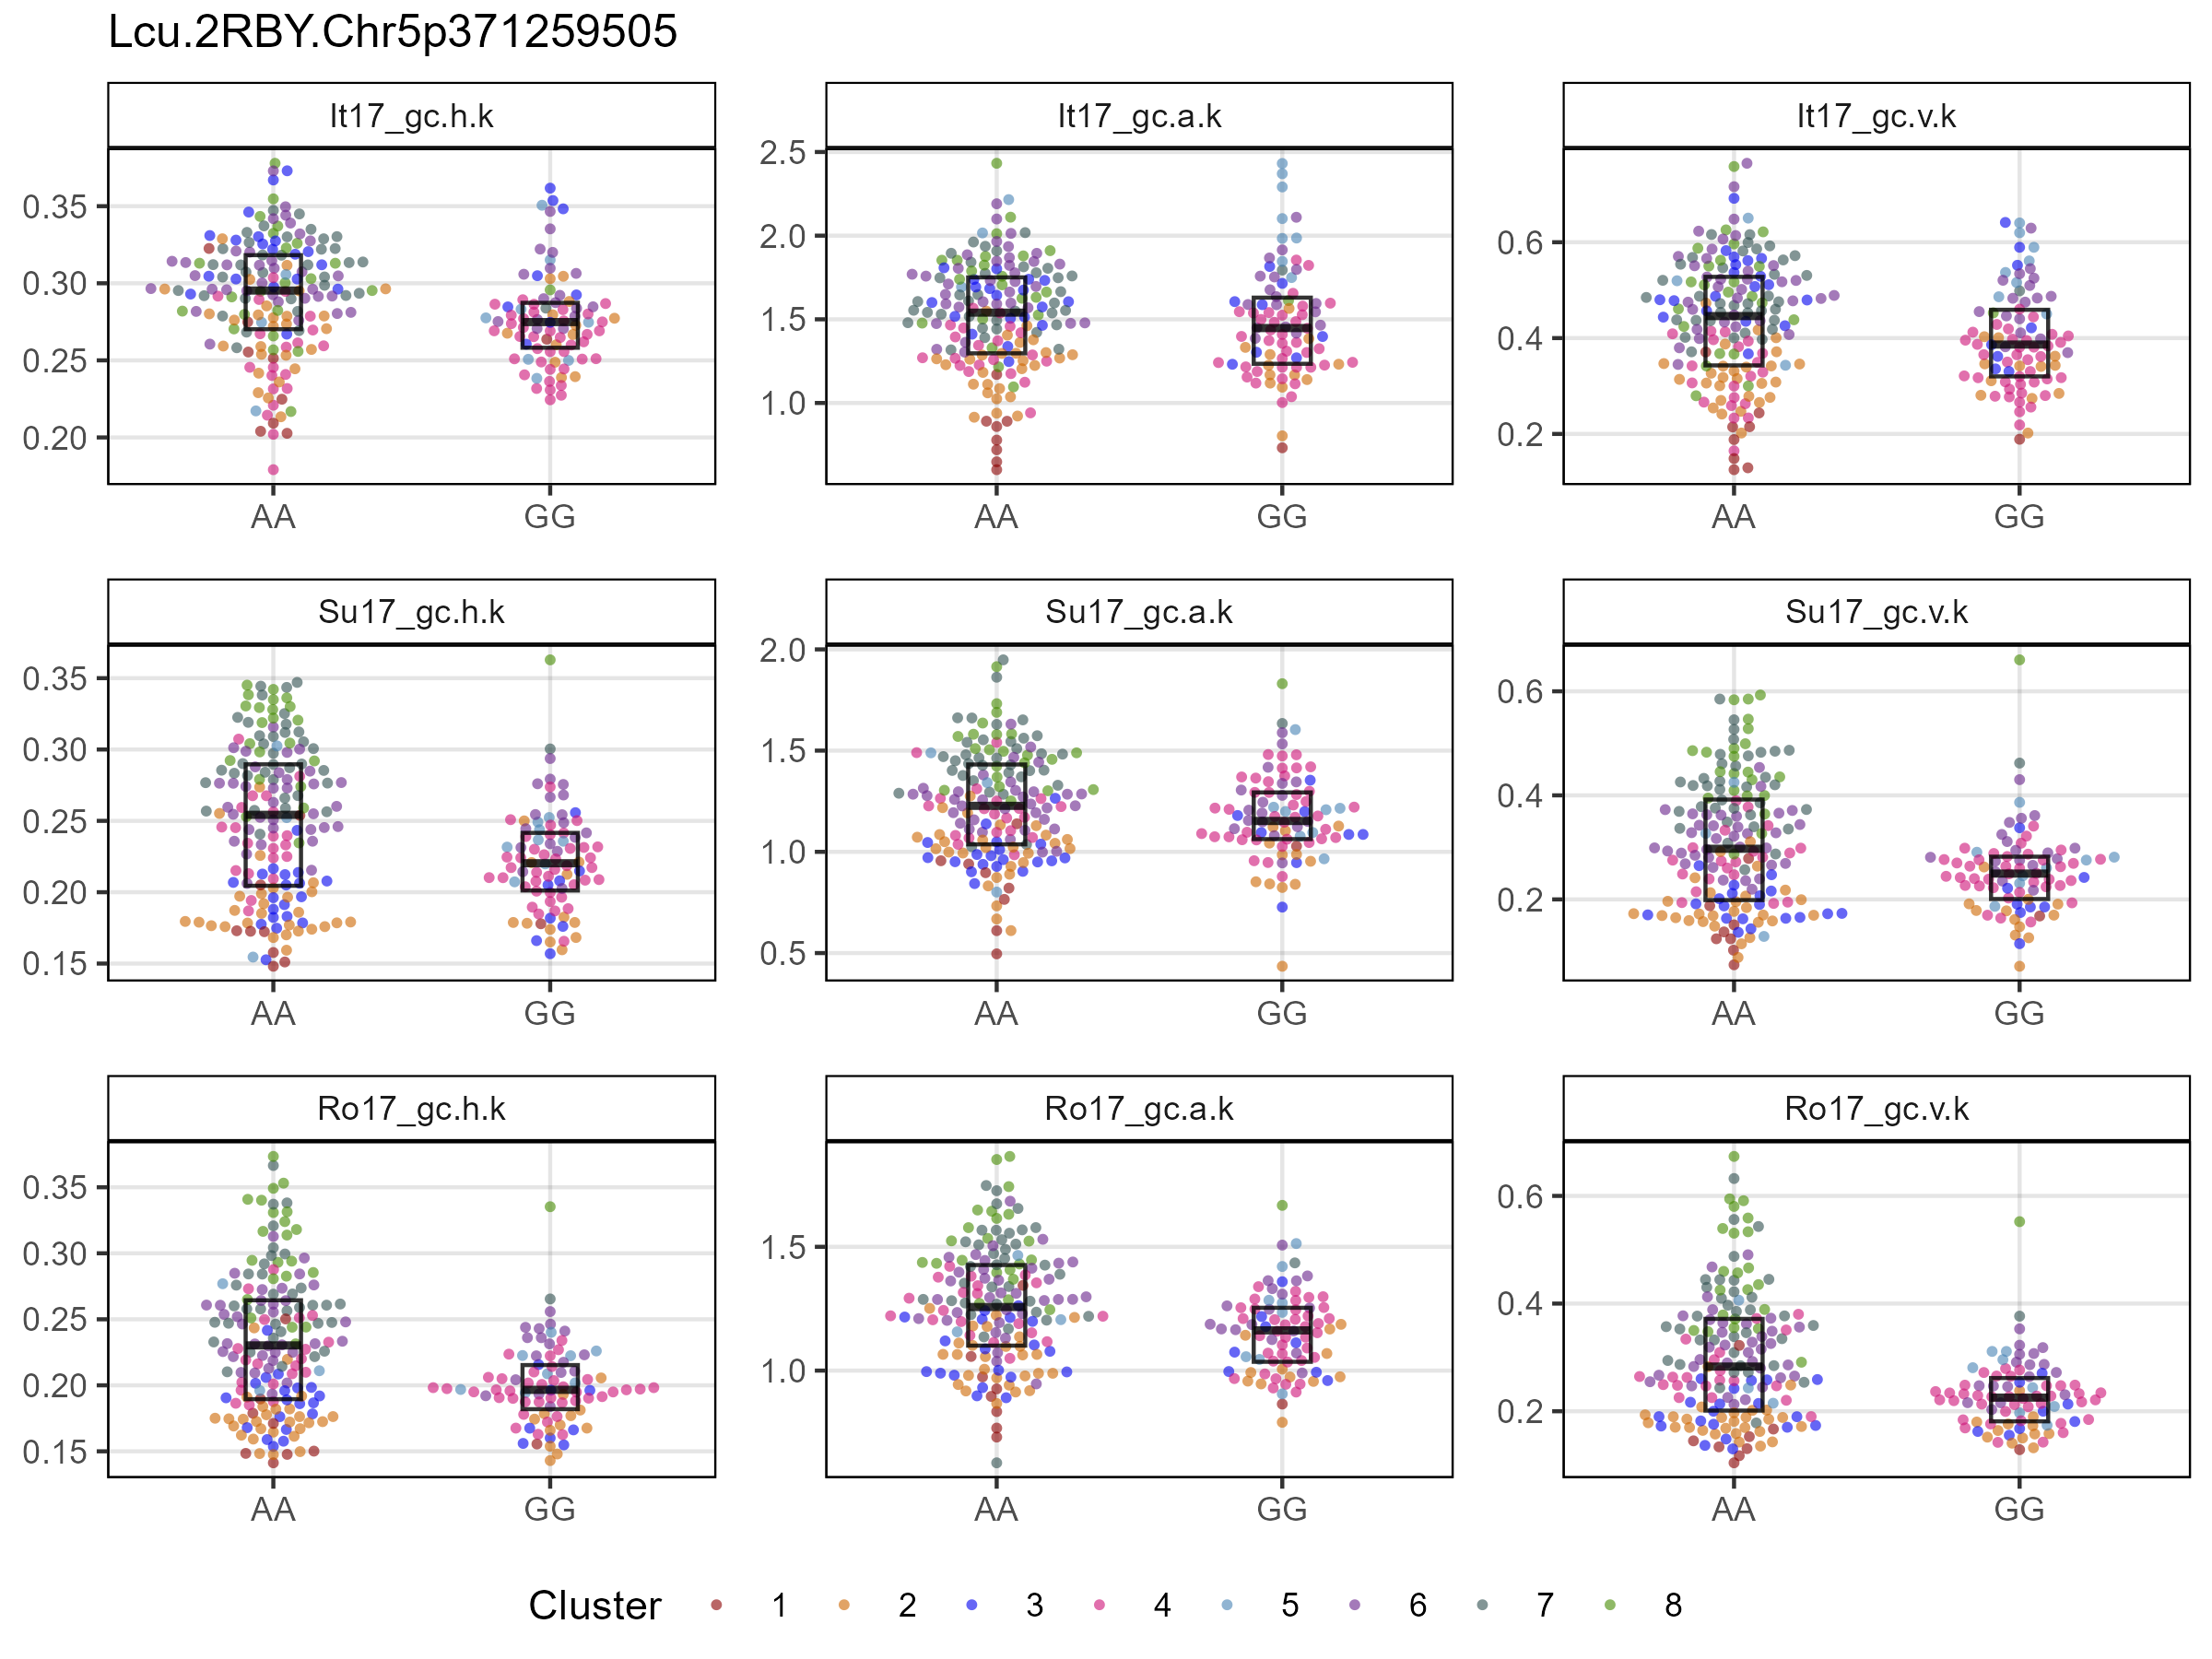 Lcu.2RBY.Chr5p371259505
It17_gc.h.k
It17_gc.a.k
It17_gc.v.k
0.35
0.30
0.25
0.20
AA
GG
2.5
2.0
1.5
1.0
AA
GG
0.6
0.4
0.2
AA
GG
Su17_gc.h.k
Su17_gc.a.k
Su17_gc.v.k
0.35
0.30
0.25
0.20
0.15
AA
GG
2.0
1.5
1.0
0.5
AA
GG
0.6
0.4
0.2
AA
GG
Ro17_gc.h.k
Ro17_gc.a.k
Ro17_gc.v.k
0.35
0.30
0.25
0.20
0.15
AA
GG
1.5
1.0
AA
GG
0.6
0.4
0.2
AA
GG
Cluster 1 2 3 4 5 6 7 8